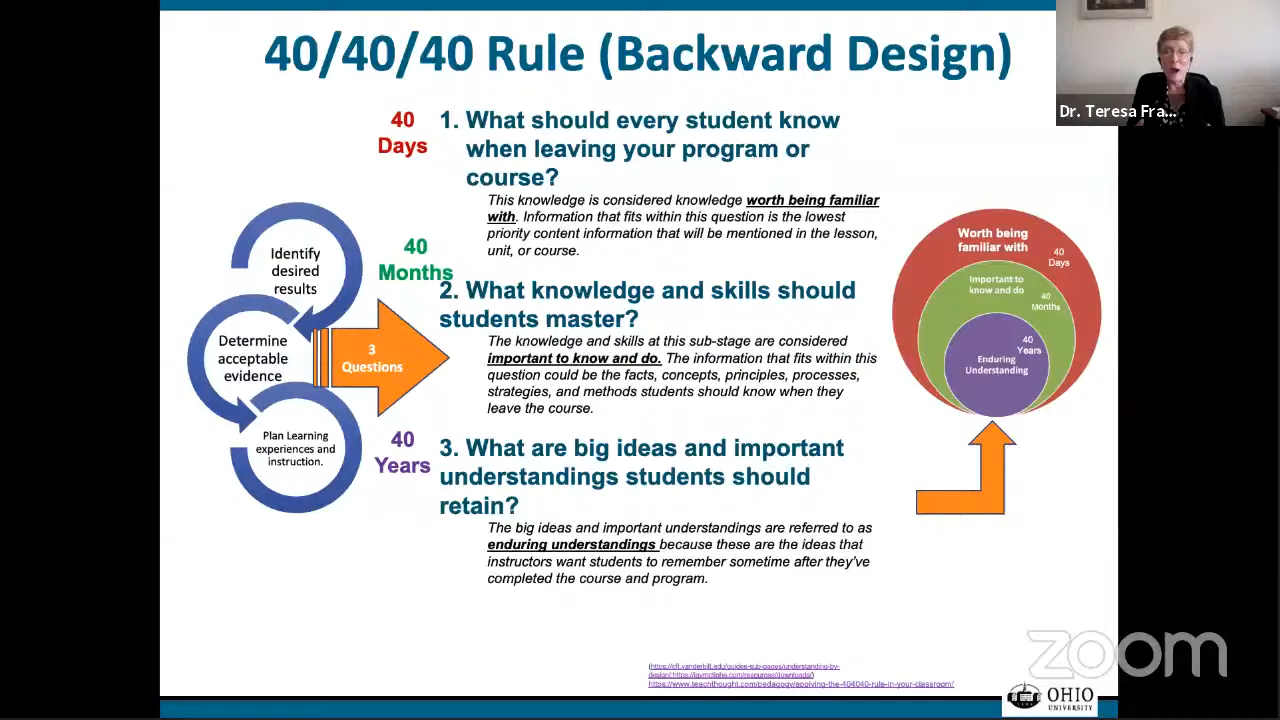 40/40/40 Rule (Backward Design)
Dr. Teresa Fra...
40
Days
1. What should every student know
when leaving your program or
course?
This knowledge is considered knowledge worth being familiar
with. Information that fits within this question is the lowest
priority content information that will be mentioned in the lesson,
unit, or course.
40
Months
2. What knowledge and skills should
students master?
The knowledge and skills at this sub-stage are considered
important to know and do. The information that fits within this
question could be the facts, concepts, principles, processes,
strategies, and methods students should know when they
leave the course.
40
Years
3. What are big ideas and important
understandings students should
retain?
The big ideas and important understandings are referred to as
enduring understandings because these are the ideas that
instructors want students to remember sometime after they've
completed the course and program.
Identify
desired
results
Determine
acceptable
evidence
Plan Learning
experiences and
instruction.
3
Questions
Worth being
familiar with
40
Days
Important to
know and do
40
Months
40
Years
Enduring
Understanding
(https://cft.vanderbilt.edu/guides-sub-pages/understanding-by-
design/;https://jaymctighe.com/resources/downloads/)
https://www.teachthought.com/pedagogy/applying-the-404040-rule-in-your-classroom/
zoom
OHIO
UNIVERSITY